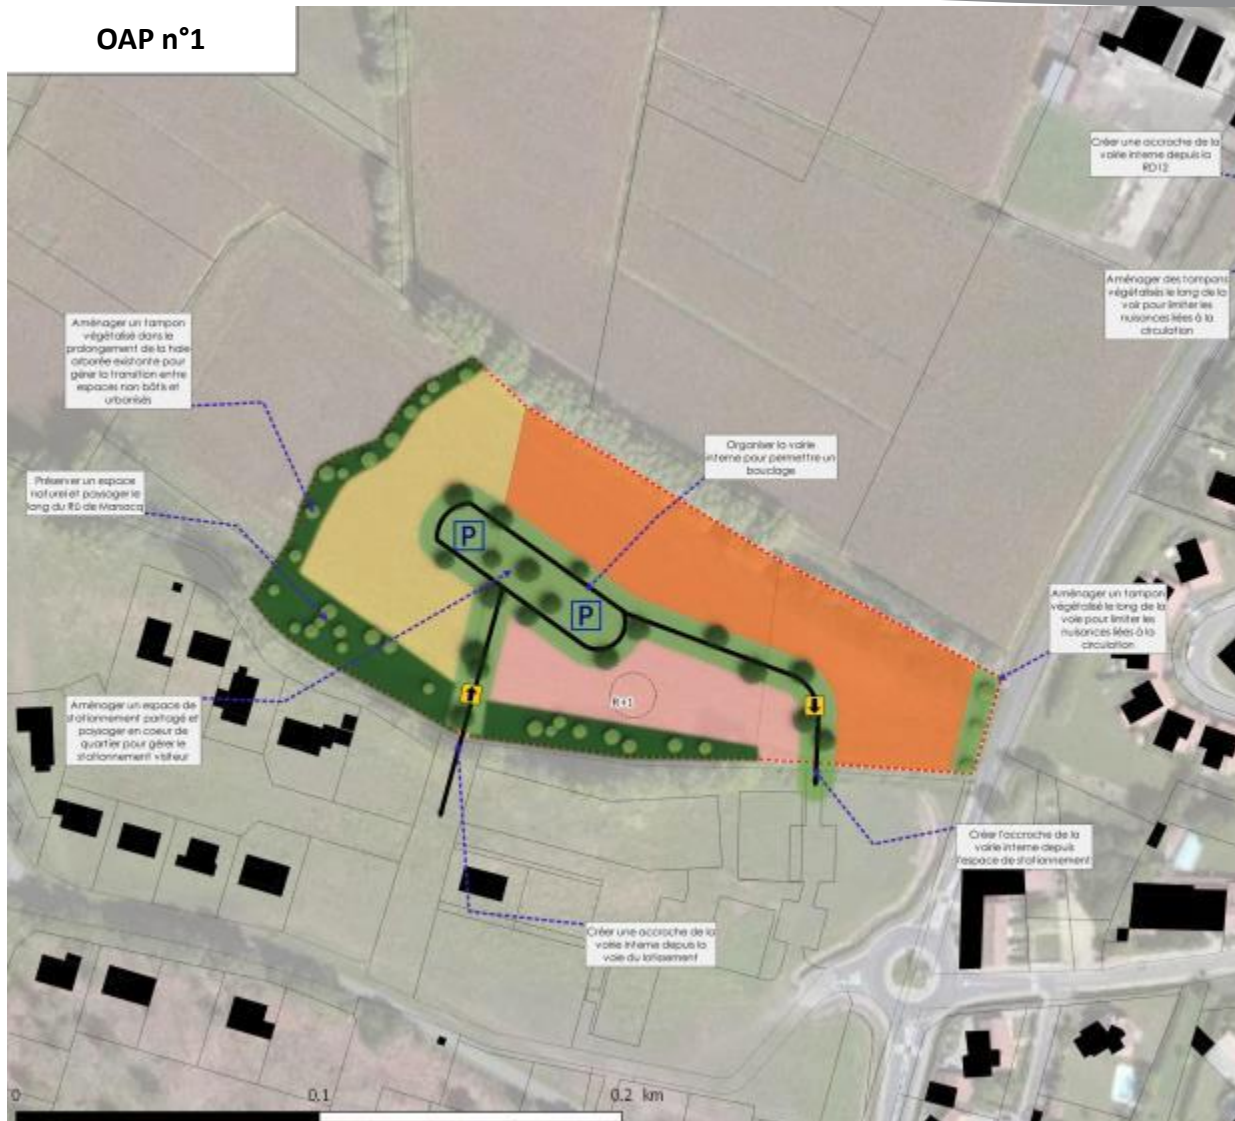 OAP n°1
Créer une accroche de la
voirie interne depuis la
RD12
Aménager des tampons
végétalisés le long de la
voir pour limiter les
nuisances liées à la
circulation
Aménager un tampon
végétalisé dans le
prolongement de la haie
arborée existante pour
gérer la transition entre
espaces non bâtis et
urbanisés
Organiser la voirie
interne pour permettre un
bouclage
Préserver un espace
naturel et paysager le
long du Rû de Mansacq
P
P
Aménager un tampon
végétalisé le long de la
voie pour limiter les
nuisances liées à la
circulation
R+1
Aménager un espace de
stationnement partagé et
paysager en coeur de
quartier pour gérer le
stationnement visiteur
Créer l'accroche de la
voirie interne depuis
l'espace de stationnement
Créer une accroche de la
voirie interne depuis la
voie du lotissement
0 0.1 0.2 km